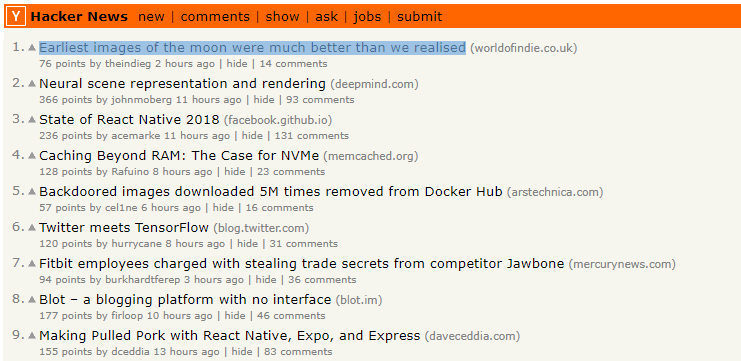 Y Hacker News new | comments | show | ask | jobs | submit
1. Earliest images of the moon were much better than we realised (worldofindie.co.uk)
76 points by theindieg 2 hours ago | hide | 14 comments
2. Neural scene representation and rendering (deepmind.com)
366 points by johnmoberg 11 hours ago | hide | 93 comments
3. State of React Native 2018 (facebook.github.io)
236 points by acemarke 11 hours ago | hide | 131 comments
4. Caching Beyond RAM: The Case for NVMe (memcached.org)
128 points by Rafuino 8 hours ago | hide | 23 comments
5. Backdoored images downloaded 5M times removed from Docker Hub (arstechnica.com)
57 points by cel1ne 6 hours ago | hide | 16 comments
6. Twitter meets TensorFlow (blog.twitter.com)
120 points by hurrycane 8 hours ago | hide | 31 comments
7. Fitbit employees charged with stealing trade secrets from competitor Jawbone (mercurynews.com)
94 points by burkhardtferep 3 hours ago | hide | 36 comments
8. Blot – a blogging platform with no interface (blot.im)
177 points by firloop 10 hours ago | hide | 46 comments
9. Making Pulled Pork with React Native, Expo, and Express (daveceddia.com)
155 points by dceddia 13 hours ago | hide | 83 comments